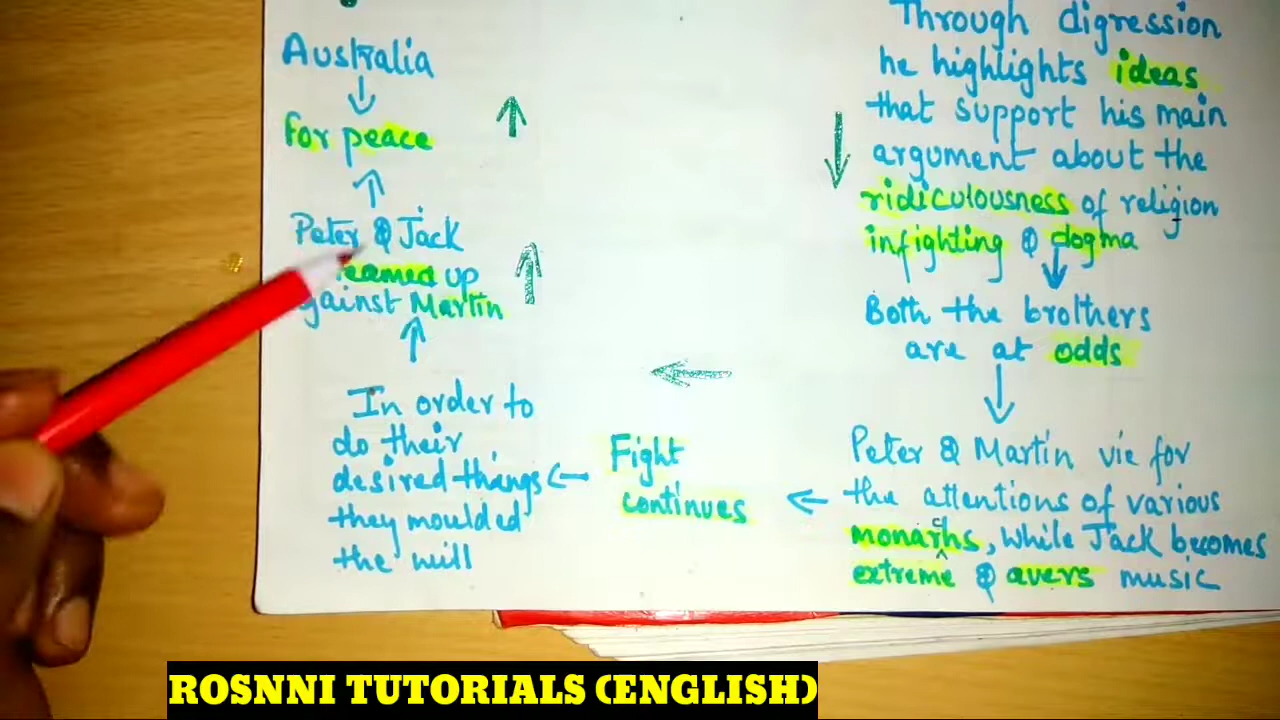 Australia
For peace
Peter & Jack
teamed up
against Martin
In order to
do their
desired things
they moulded
the will
Fight
continues
Through digression
he highlights ideas
that support his main
argument about the
ridiculousness of religion
infighting & dogma
Both the brothers
are at odds
Peter & Martin vie for
the attentions of various
monarchs, while Jack becomes
extreme & avers music
ROSNNI TUTORIALS (ENGLISH)